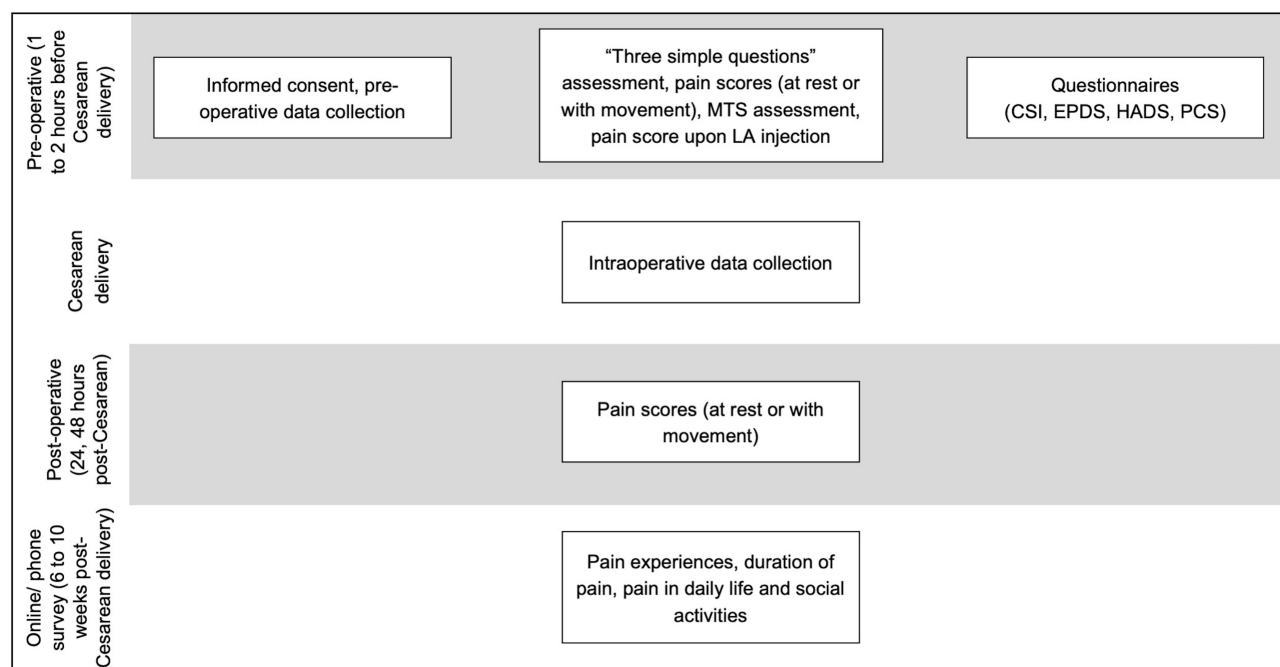 Pre-operative (1
to 2 hours before
Cesarean
delivery)
Informed consent, pre-
operative data collection
“Three simple questions”
assessment, pain scores (at rest or
with movement), MTS assessment,
pain score upon LA injection
Questionnaires
(CSI, EPDS, HADS, PCS)
Cesarean
delivery
Intraoperative data collection
Post-operative
(24, 48 hours
post-Cesarean)
Pain scores (at rest or with
movement)
Online/ phone
survey (6 to 10
weeks post-
Cesarean delivery)
Pain experiences, duration of
pain, pain in daily life and social
activities